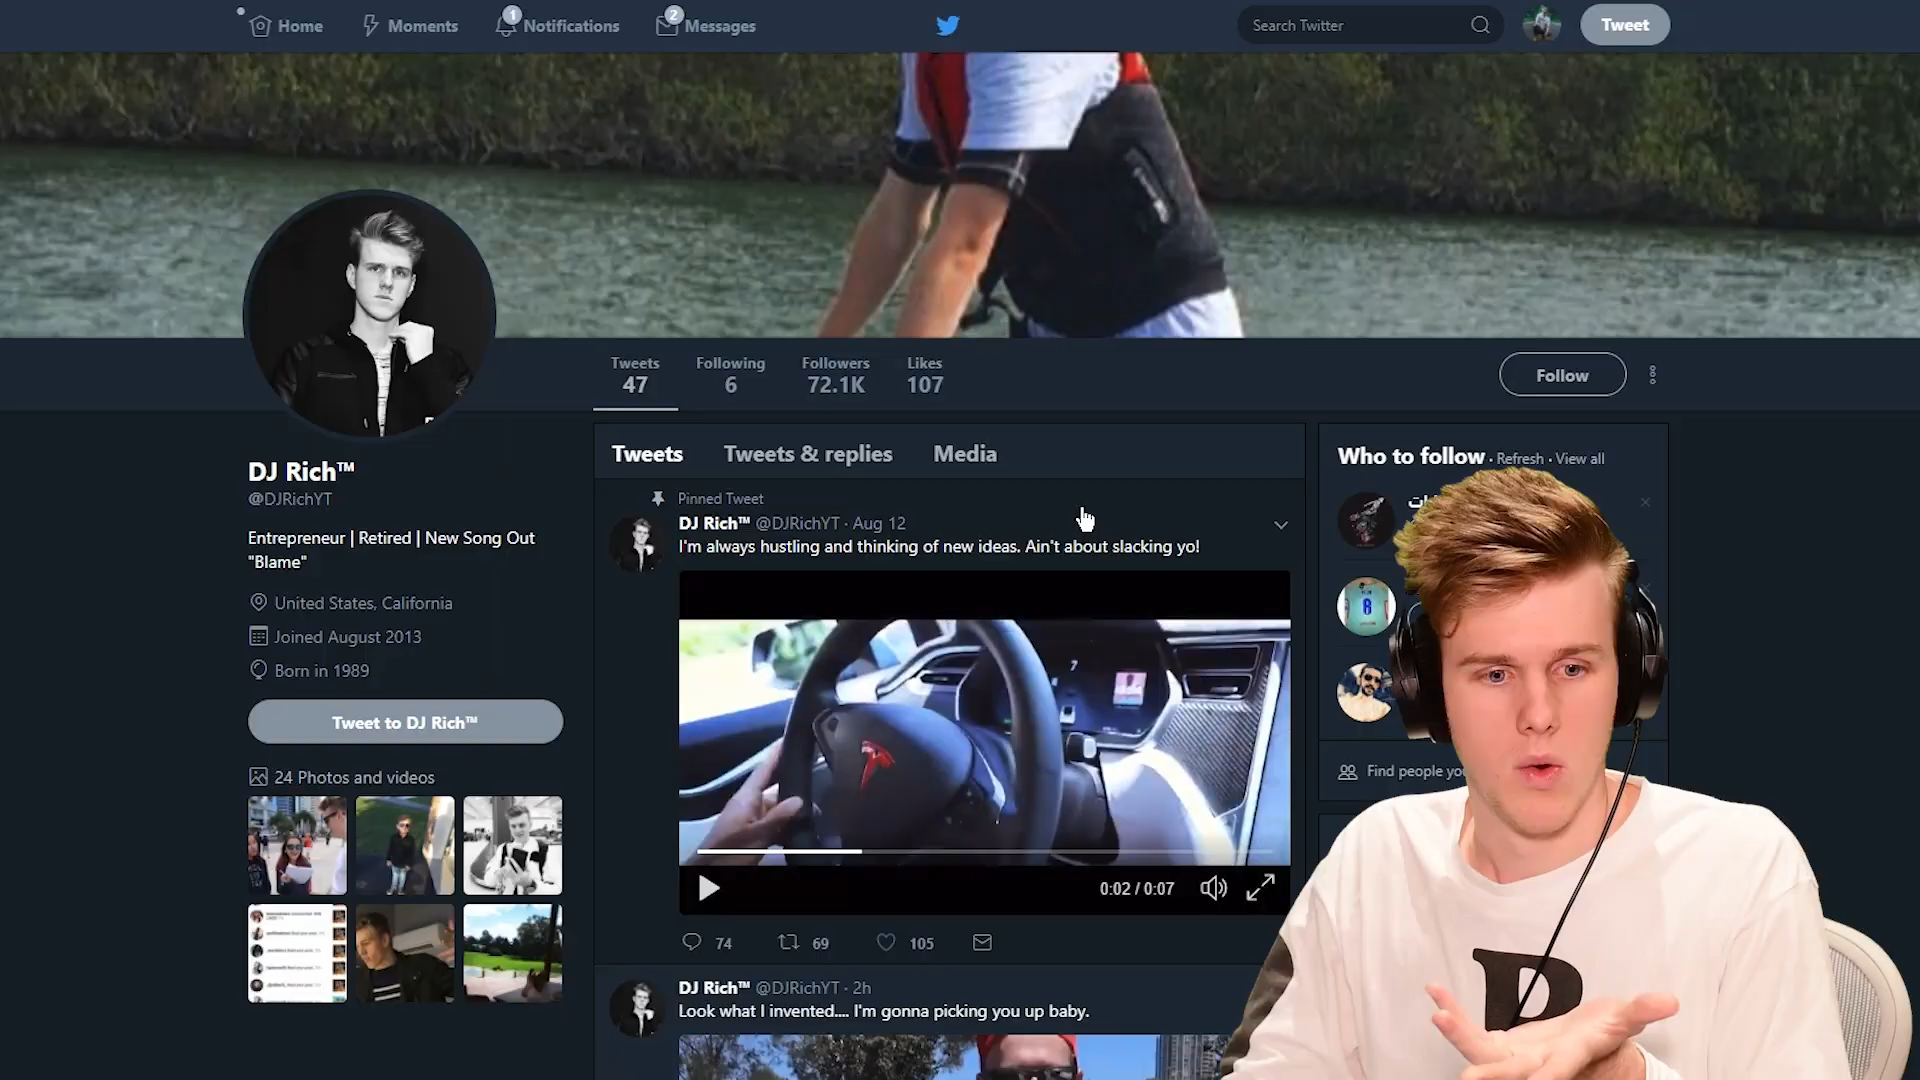 Home
Moments
1
Notifications
2
Messages
Search Twitter
Tweet
Tweets
47
Following
6
Followers
72.1K
Likes
107
Follow
DJ Rich™
@DJRichYT
Entrepreneur | Retired | New Song Out
"Blame"
United States, California
Joined August 2013
Born in 1989
Tweet to DJ Rich™
24 Photos and videos
Tweets
Tweets & replies
Media
Pinned Tweet
DJ Rich™ @DJRichYT · Aug 12
I'm always hustling and thinking of new ideas. Ain't about slacking yo!
7
0:02 / 0:07
74
69
105
DJ Rich™ @DJRichYT · 2h
Look what I invented.... I'm gonna picking you up baby.
Who to follow · Refresh · View all
8
Find people